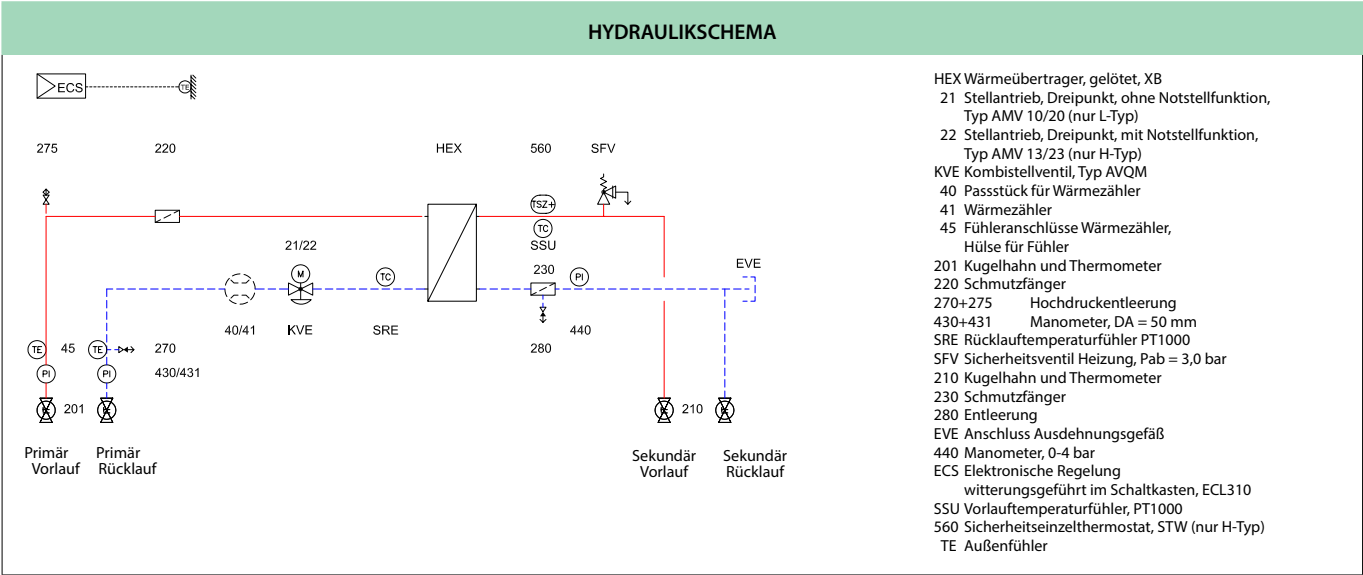 HYDRAULIKSCHEMA
ECS
TE
275
220
HEX
560
SFV
TSZ+
TC
SSU
21/22
M
TC
230
PI
EVE
40/41
KVE
SRE
440
280
TE
45
TE
270
PI
PI
430/431
201
210
Primär
Vorlauf
Primär
Rücklauf
Sekundär
Vorlauf
Sekundär
Rücklauf
HEX Wärmeübertrager, gelötet, XB
21 Stellantrieb, Dreipunkt, ohne Notstellfunktion,
Typ AMV 10/20 (nur L-Typ)
22 Stellantrieb, Dreipunkt, mit Notstellfunktion,
Typ AMV 13/23 (nur H-Typ)
KVE Kombistellventil, Typ AVQM
40 Passstück für Wärmezähler
41 Wärmezähler
45 Fühleranschlüsse Wärmezähler,
Hülse für Fühler
201 Kugelhahn und Thermometer
220 Schmutzfänger
270+275 Hochdruckentleerung
430+431 Manometer, DA = 50 mm
SRE Rücklauftemperaturfühler PT1000
SFV Sicherheitsventil Heizung, Pab = 3,0 bar
210 Kugelhahn und Thermometer
230 Schmutzfänger
280 Entleerung
EVE Anschluss Ausdehnungsgefäß
440 Manometer, 0-4 bar
ECS Elektronische Regelung
witterungsgeführt im Schaltkasten, ECL310
SSU Vorlauftemperaturfühler, PT1000
560 Sicherheitseinzelthermostat, STW (nur H-Typ)
TE Außenfühler